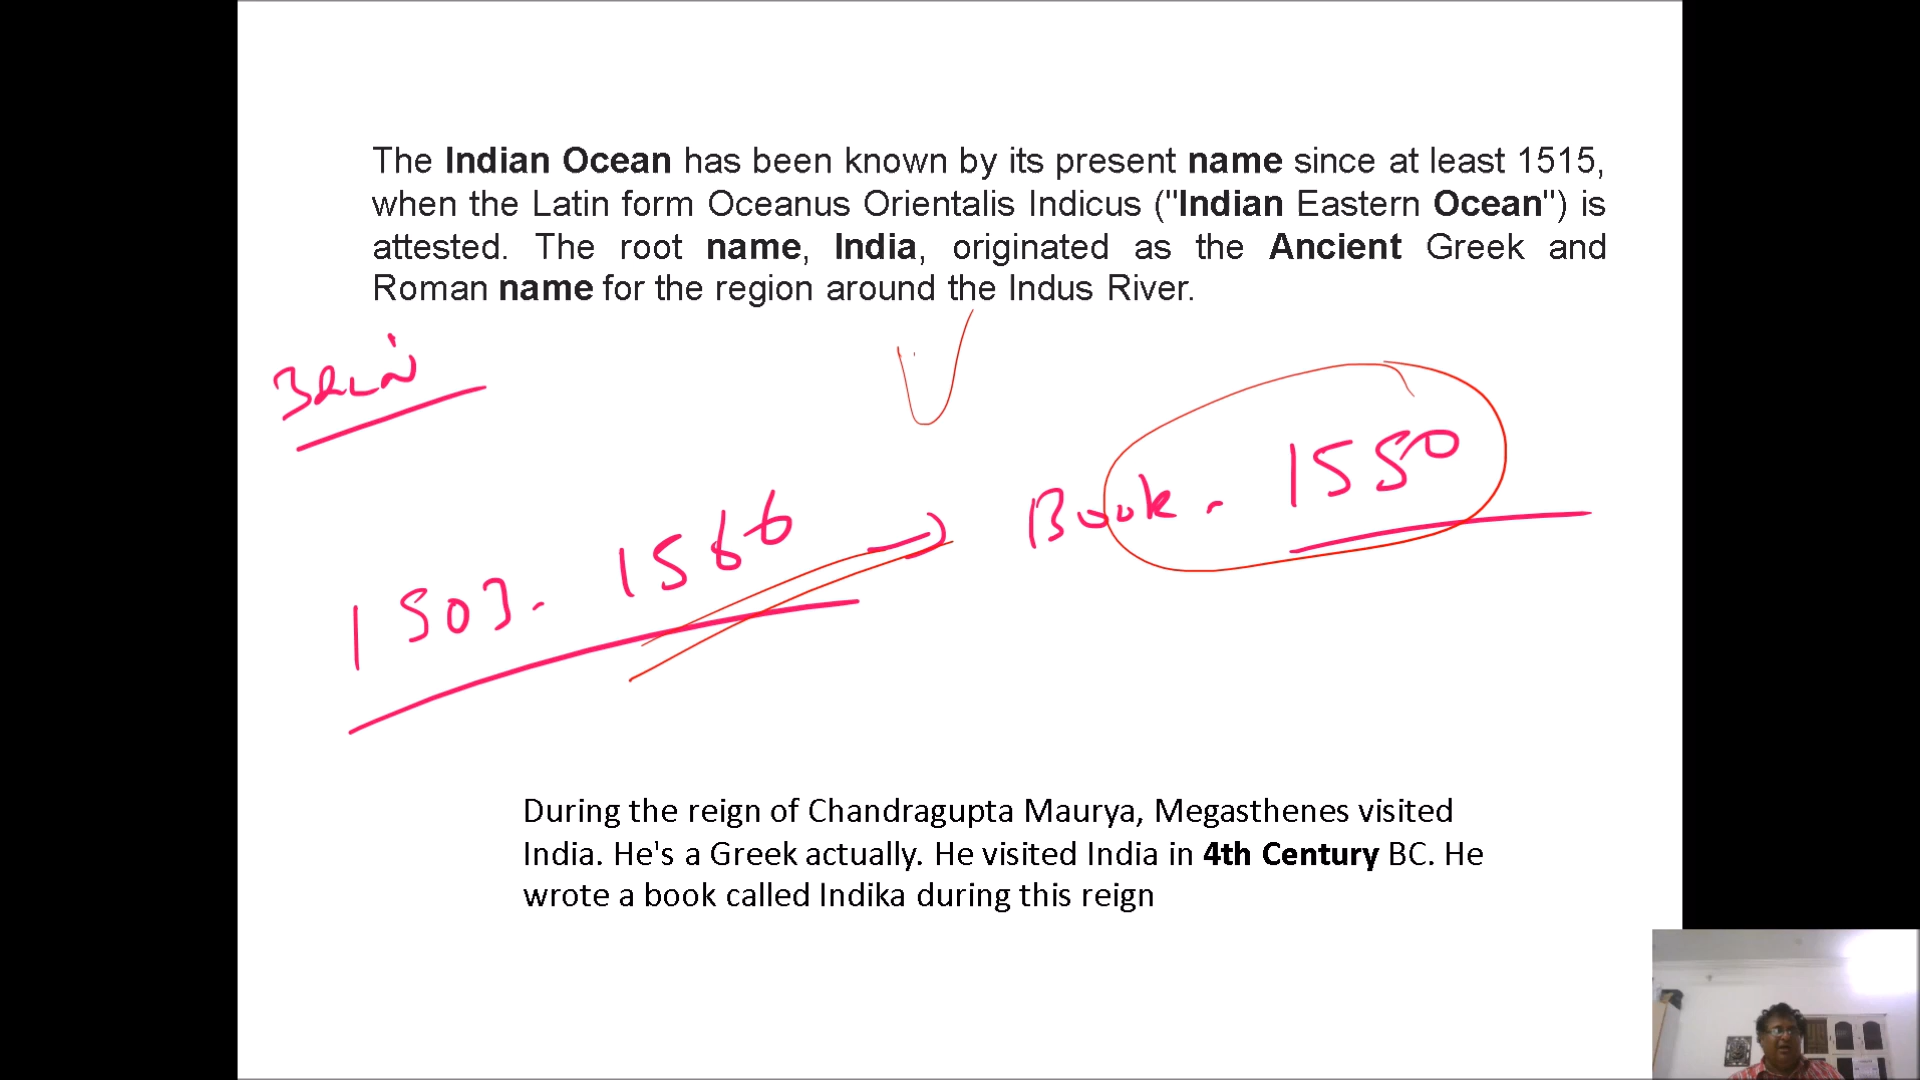 The Indian Ocean has been known by its present name since at least 1515,
when the Latin form Oceanus Orientalis Indicus ("Indian Eastern Ocean") is
attested. The root name, India, originated as the Ancient Greek and
Roman name for the region around the Indus River.
1503. 1566 → Book - 1550
During the reign of Chandragupta Maurya, Megasthenes visited
India. He's a Greek actually. He visited India in 4th Century BC. He
wrote a book called Indika during this reign